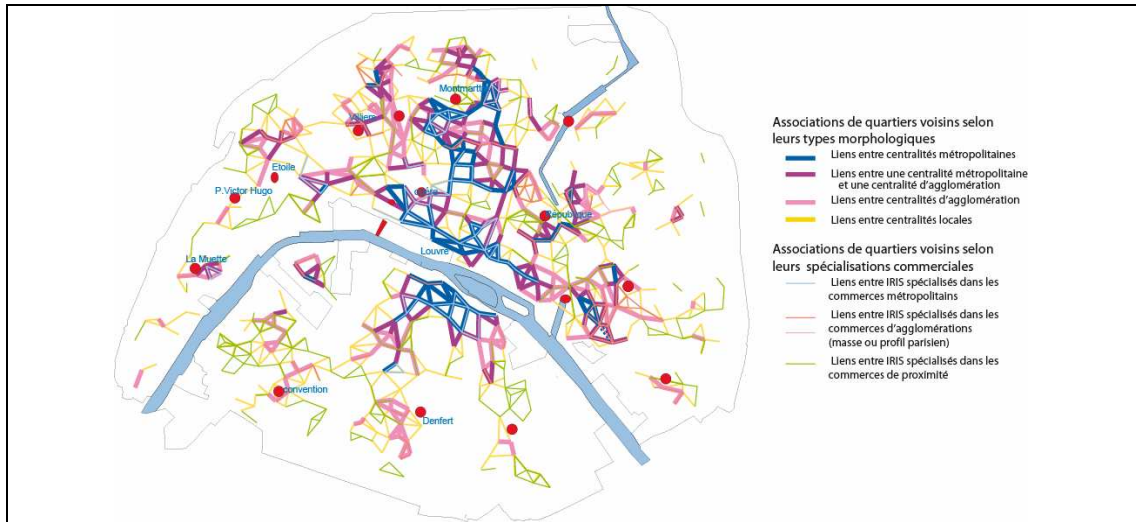 Montmartre
Villiers
Etoile
P.Victor Hugo
opéra
République
Louvre
La Muette
convention
Denfert
Associations de quartiers voisins selon
leurs types morphologiques
Liens entre centralités métropolitaines
Liens entre une centralité métropolitaine
et une centralité d'agglomération
Liens entre centralités d'agglomération
Liens entre centralités locales
Associations de quartiers voisins selon
leurs spécialisations commerciales
Liens entre IRIS spécialisés dans les
commerces métropolitains
Liens entre IRIS spécialisés dans les
commerces d'agglomérations
(masse ou profil parisien)
Liens entre IRIS spécialisés dans les
commerces de proximité